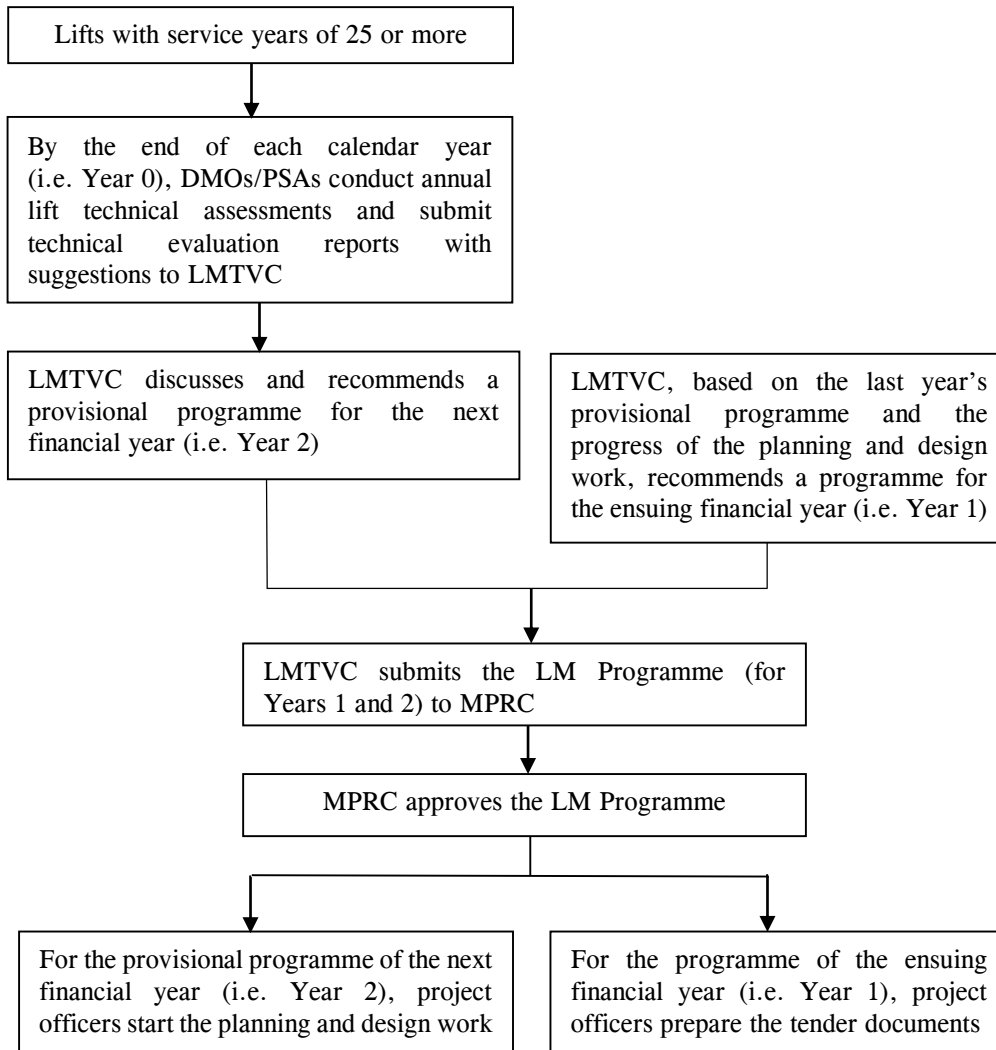 Lifts with service years of 25 or more
By the end of each calendar year
(i.e. Year 0), DMOs/PSAs conduct annual
lift technical assessments and submit
technical evaluation reports with
suggestions to LMTVC
LMTVC discusses and recommends a
provisional programme for the next
financial year (i.e. Year 2)
LMTVC, based on the last year's
provisional programme and the
progress of the planning and design
work, recommends a programme for
the ensuing financial year (i.e. Year 1)
LMTVC submits the LM Programme (for
Years 1 and 2) to MPRC
MPRC approves the LM Programme
For the provisional programme of the next
financial year (i.e. Year 2), project
officers start the planning and design work
For the programme of the ensuing
financial year (i.e. Year 1), project
officers prepare the tender documents